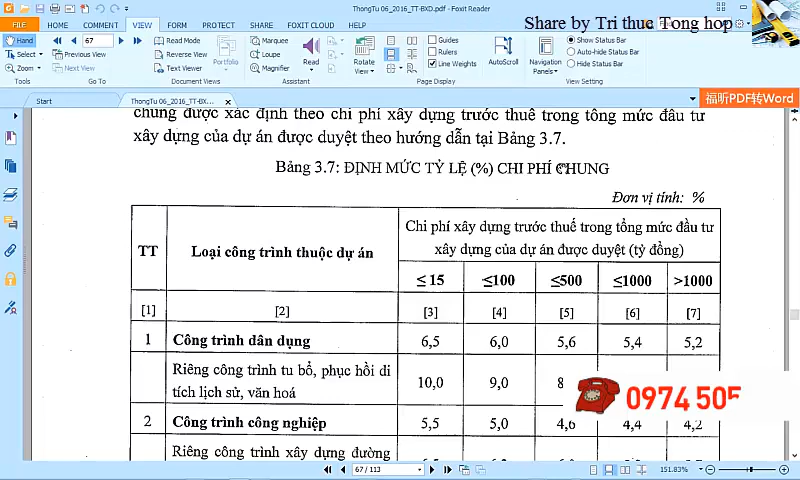 ThongTu 06_2016_TT-BXD.pdf - Foxit Reader
Share by Tri thuc Tong hop
FILE HOME COMMENT VIEW FORM PROTECT SHARE FOXIT CLOUD HELP
Hand 67 Read Mode Marquee Guides Show Status Bar
Select Previous View Reverse View Loupe Rulers Auto-hide Status Bar
Zoom Next View Text Viewer Portfolio Magnifier Read Rotate View Line Weights AutoScroll Navigation Panels Hide Status Bar
Tools Go To Document Views Assistant Page Display View Setting
Start ThongTu 06_2016_TT-BX... 福昕PDF转Word
chung được xác định theo chi phí xây dựng trước thuế trong tổng mức đầu tư
xây dựng của dự án được duyệt theo hướng dẫn tại Bảng 3.7.
Bảng 3.7: ĐỊNH MỨC TỶ LỆ (%) CHI PHÍ CHUNG
Đơn vị tính: %
TT Loại công trình thuộc dự án Chi phí xây dựng trước thuế trong tổng mức đầu tư
xây dựng của dự án được duyệt (tỷ đồng)
≤ 15 ≤100 ≤500 ≤1000 >1000
[1] [2] [3] [4] [5] [6] [7]
1 Công trình dân dụng 6,5 6,0 5,6 5,4 5,2
Riêng công trình tu bổ, phục hồi di
tích lịch sử, văn hoá 10,0 9,0 8
0974 505
2 Công trình công nghiệp 5,5 5,0 4,6 4,4 4,2
Riêng công trình xây dựng đường
67 / 113 151.83%